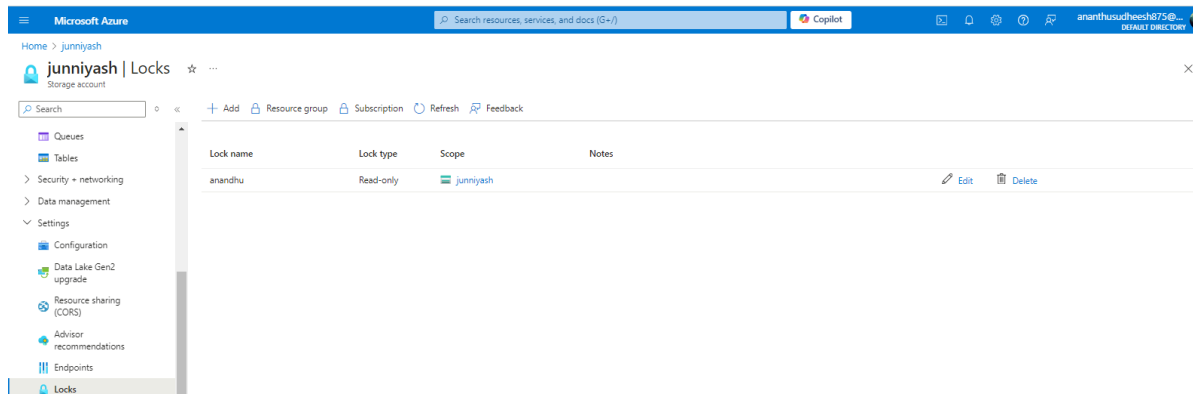 Microsoft Azure
Search resources, services, and docs (G+/)
Copilot
ananthusudheesh875@...
DEFAULT DIRECTORY
Home > junniyash
junniyash | Locks
Storage account
Search
Add Resource group Subscription Refresh Feedback
Queues
Tables
Security + networking
Data management
Settings
Configuration
Data Lake Gen2
upgrade
Resource sharing
(CORS)
Advisor
recommendations
Endpoints
Locks
Lock name Lock type Scope Notes
anandhu Read-only junniyash Edit Delete